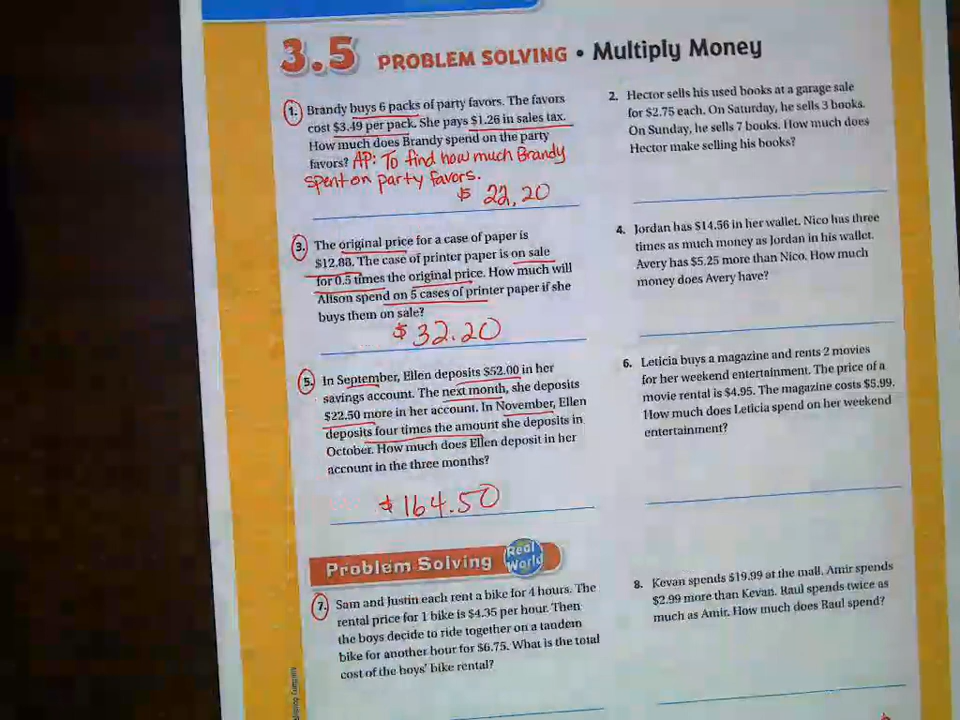 3.5 PROBLEM SOLVING • Multiply Money
1. Brandy buys 6 packs of party favors. The favors
cost $3.49 per pack. She pays $1.26 in sales tax.
How much does Brandy spend on the party
favors? AP: To find how much Brandy
spent on party favors.
$ 22,20
2. Hector sells his used books at a garage sale
for $2.75 each. On Saturday, he sells 3 books.
On Sunday, he sells 7 books. How much does
Hector make selling his books?
3. The original price for a case of paper is
$12.88. The case of printer paper is on sale
for 0.5 times the original price. How much will
Alison spend on 5 cases of printer paper if she
buys them on sale?
$32.20
4. Jordan has $14.56 in her wallet. Nico has three
times as much money as Jordan in his wallet.
Avery has $5.25 more than Nico. How much
money does Avery have?
5. In September, Ellen deposits $52.00 in her
savings account. The next month, she deposits
$22.50 more in her account. In November, Ellen
deposits four times the amount she deposits in
October. How much does Ellen deposit in her
account in the three months?
$164.50
6. Leticia buys a magazine and rents 2 movies
for her weekend entertainment. The price of a
movie rental is $4.95. The magazine costs $5.99.
How much does Leticia spend on her weekend
entertainment?
Problem Solving Real World
7. Sam and Justin each rent a bike for 4 hours. The
rental price for 1 bike is $4.35 per hour. Then
the boys decide to ride together on a tandem
bike for another hour for $6.75. What is the total
cost of the boys' bike rental?
8. Kevan spends $19.99 at the mall. Amir spends
$2.99 more than Kevan. Raul spends twice as
much as Amir. How much does Raul spend?